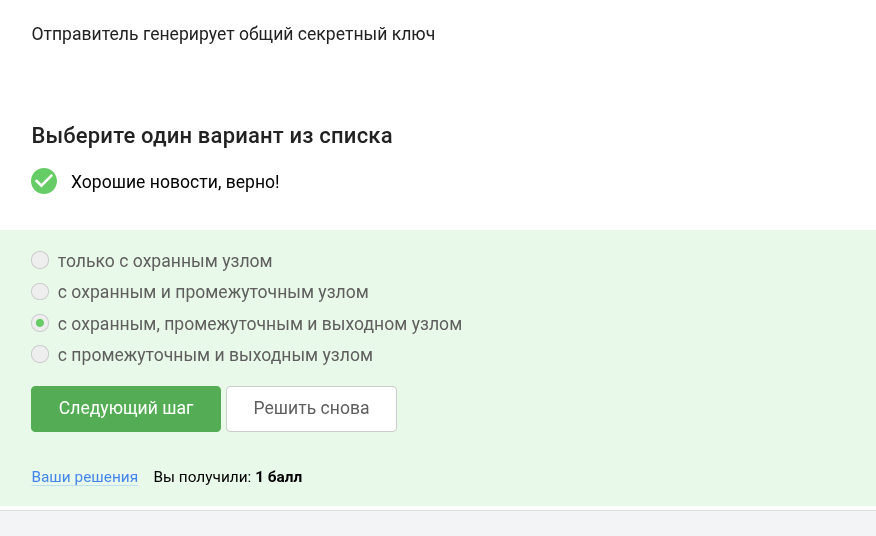 Отправитель генерирует общий секретный ключ
Выберите один вариант из списка
Хорошие новости, верно!
только с охранным узлом
с охранным и промежуточным узлом
с охранным, промежуточным и выходном узлом
с промежуточным и выходным узлом
Следующий шаг Решить снова
Ваши решения Вы получили: 1 балл